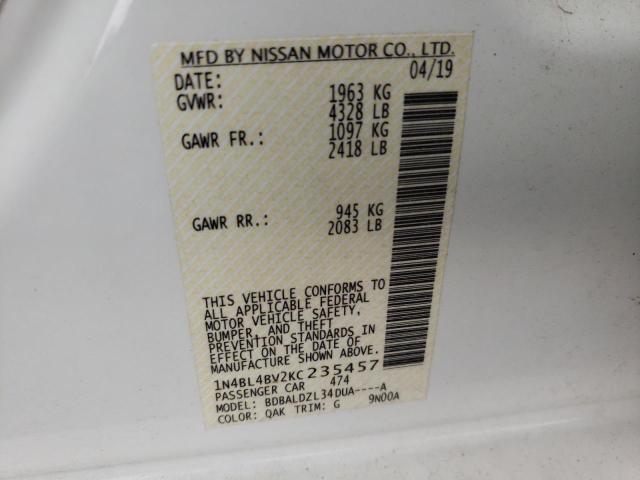 MFD BY NISSAN MOTOR CO., LTD.
DATE: 04/19
GVWR: 1963 KG
4328 LB
GAWR FR.: 1097 KG
2418 LB
GAWR RR.: 945 KG
2083 LB
THIS VEHICLE CONFORMS TO
ALL APPLICABLE FEDERAL
MOTOR VEHICLE SAFETY,
BUMPER, AND THEFT
PREVENTION STANDARDS IN
EFFECT ON THE DATE OF
MANUFACTURE SHOWN ABOVE.
1N4BL4BV2KC235457
PASSENGER CAR 474
MODEL: BDBALDZL34DUA----A
COLOR: QAK TRIM: G 9N00A